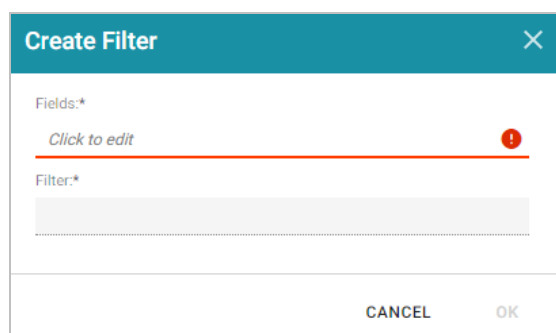 Create Filter
Fields:*
Click to edit
Filter:*
CANCEL OK